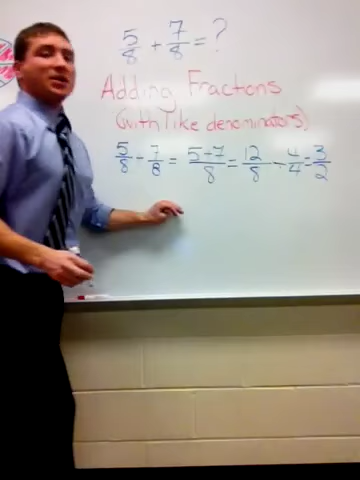 5/8 + 7/8 = ?
Adding Fractions
(with like denominators)
5/8 - 7/8 = 5-7/8 = 12/8 ÷ 4/4 = 3/2